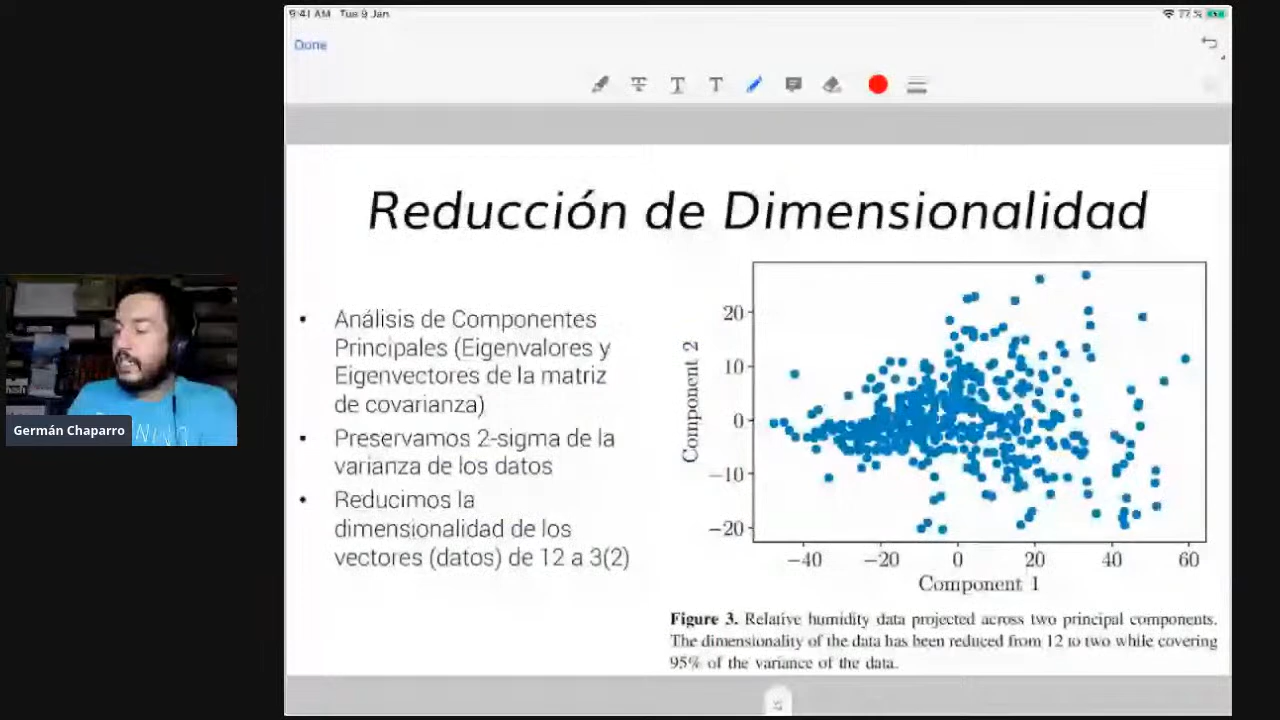 9:41 AM Tue 9 Jan
77 %
Done
Reducción de Dimensionalidad
• Análisis de Componentes
Principales (Eigenvalores y
Eigenvectores de la matriz
de covarianza)
• Preservamos 2-sigma de la
varianza de los datos
• Reducimos la
dimensionalidad de los
vectores (datos) de 12 a 3(2)
Component 2
20
10
0
−10
−20
−40 −20 0 20 40 60
Component 1
Figure 3. Relative humidity data projected across two principal components.
The dimensionality of the data has been reduced from 12 to two while covering
95% of the variance of the data.
Germán Chaparro